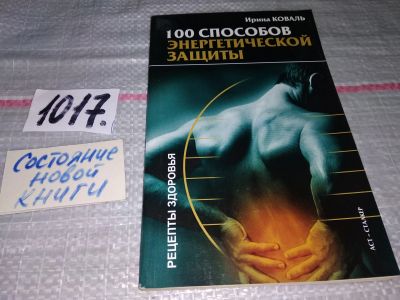 Ирина КОВАЛЬ
100 СПОСОБОВ
ЭНЕРГЕТИЧЕСКОЙ
ЗАЩИТЫ
РЕЦЕПТЫ ЗДОРОВЬЯ
АСТ - СТАЛКЕР
1017.
СОСТОЯНИЕ
НОВОЙ
КНИГИ